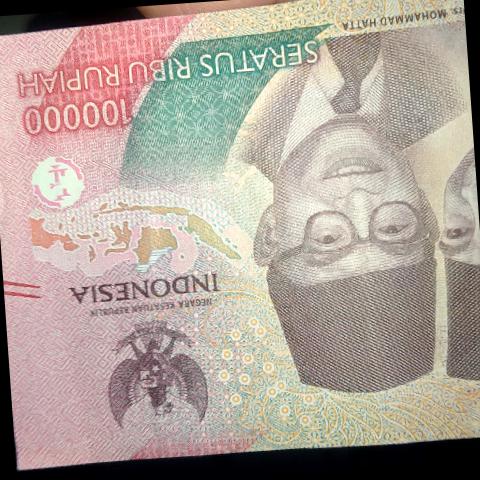 NEGARA KESATUAN REPUBLIK
INDONESIA
100000
SERATUS RIBU RUPIAH
MOHAMMAD HATTA